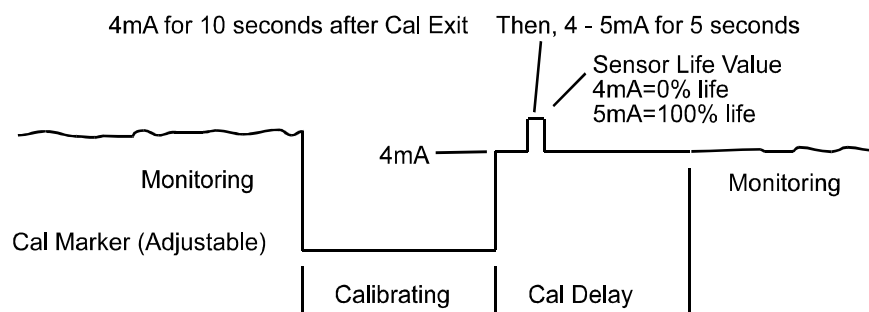 4mA for 10 seconds after Cal Exit
Then, 4 - 5mA for 5 seconds
Sensor Life Value
4mA=0% life
5mA=100% life
4mA
Monitoring
Monitoring
Cal Marker (Adjustable)
Calibrating
Cal Delay